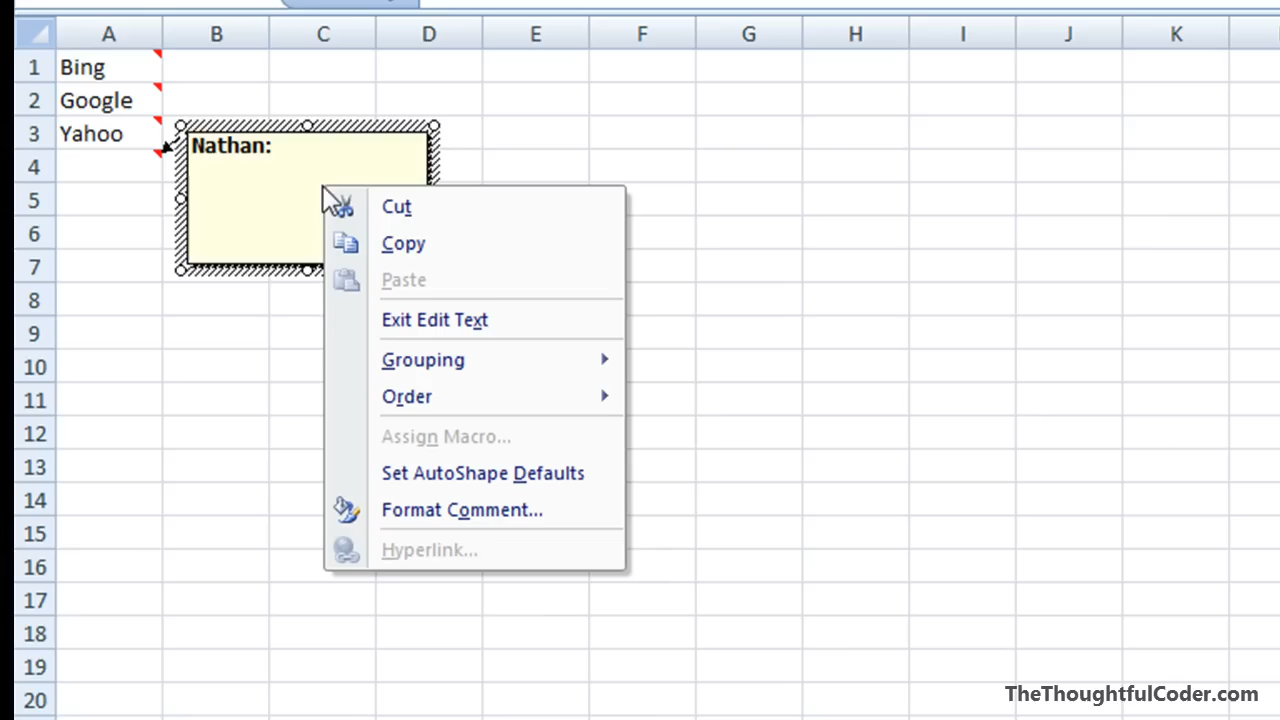 A B C D E F G H I J K
1 Bing
2 Google
3 Yahoo
Nathan:
4
5
6
7
8
9
10
11
12
13
14
15
16
17
18
19
20
Cut
Copy
Paste
Exit Edit Text
Grouping
Order
Assign Macro...
Set AutoShape Defaults
Format Comment...
Hyperlink...
TheThoughtfulCoder.com